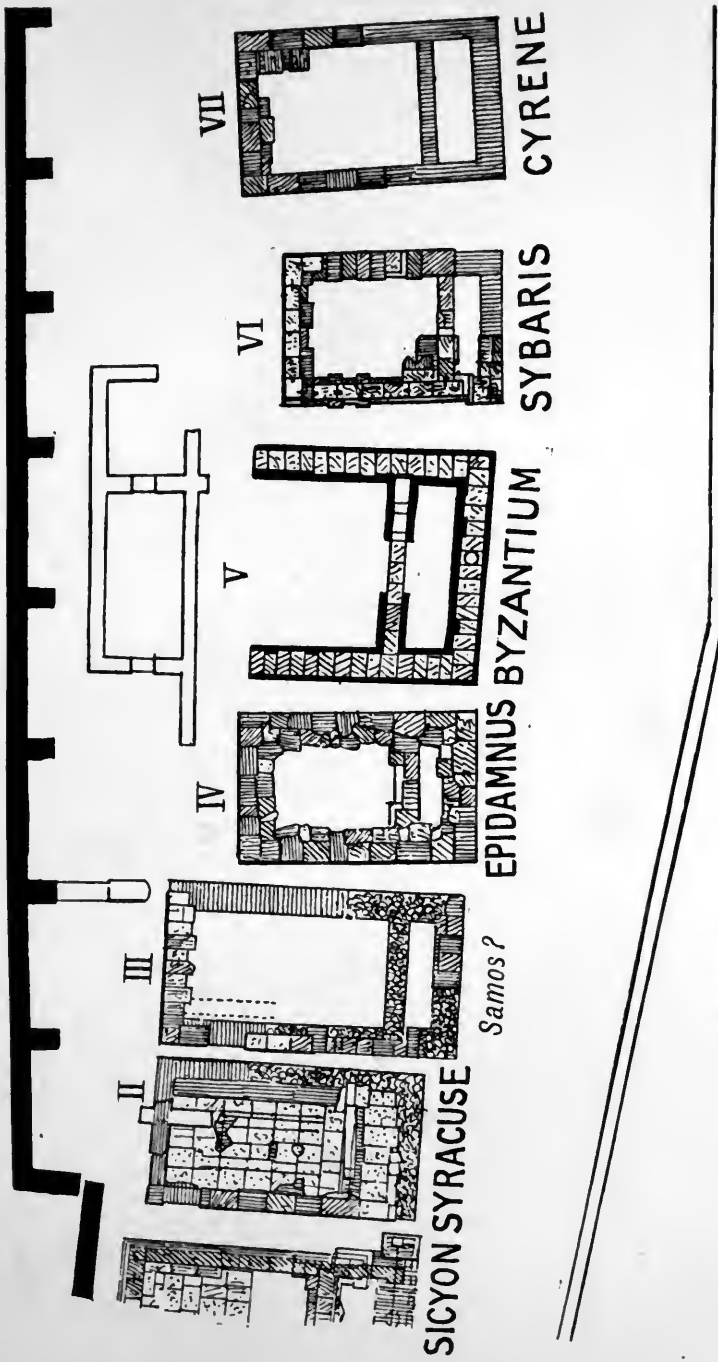 II
III
IV
V
VI
VII
SICYON
SYRACUSE
Samos?
EPIDAMNUS
BYZANTIUM
SYBARIS
CYRENE